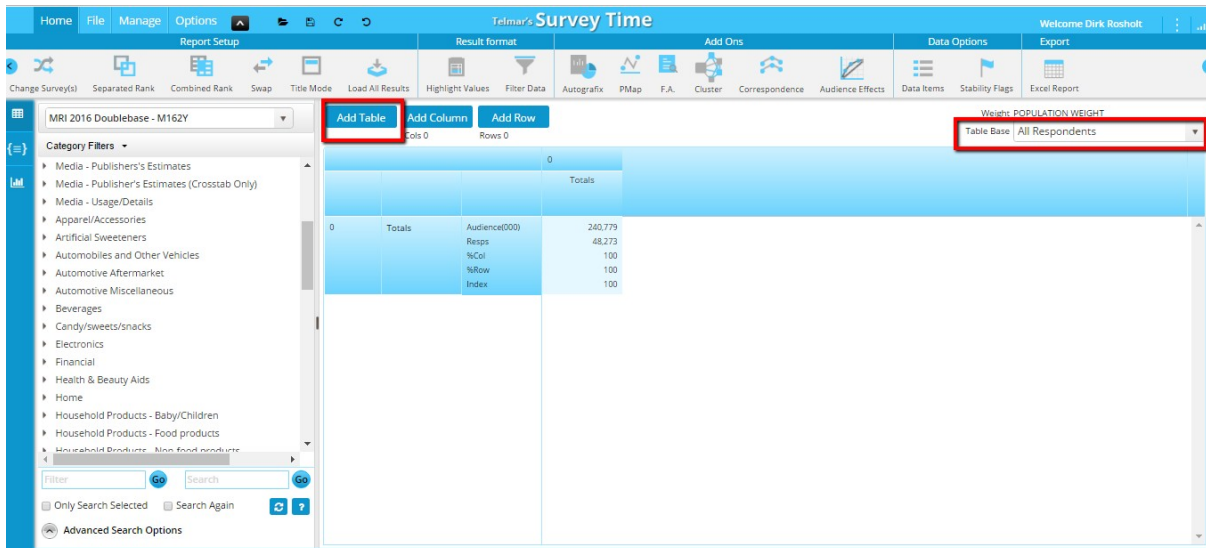 Home File Manage Options Telmar's Survey Time Welcome Dirk Rosholt
Report Setup Result format Add Ons Data Options Export
Change Survey(s) Separated Rank Combined Rank Swap Title Mode Load All Results Highlight Values Filter Data Autografix PMap F.A. Cluster Correspondence Audience Effects Data Items Stability Flags Excel Report
MRI 2016 Doublebase - M162Y
Category Filters
Media - Publishers's Estimates
Media - Publisher's Estimates (Crosstab Only)
Media - Usage/Details
Apparel/Accessories
Artificial Sweeteners
Automobiles and Other Vehicles
Automotive Aftermarket
Automotive Miscellaneous
Beverages
Candy/sweets/snacks
Electronics
Financial
Health & Beauty Aids
Home
Household Products - Baby/Children
Household Products - Food products
Household Products - Non food products
Filter Go Search Go
Only Search Selected Search Again ?
Advanced Search Options
Add Table Add Column Add Row
Cols 0 Rows 0
Weight POPULATION WEIGHT
Table Base All Respondents
0
Totals
0 Totals Audience(000) 240,779
Resps 48,273
%Col 100
%Row 100
Index 100